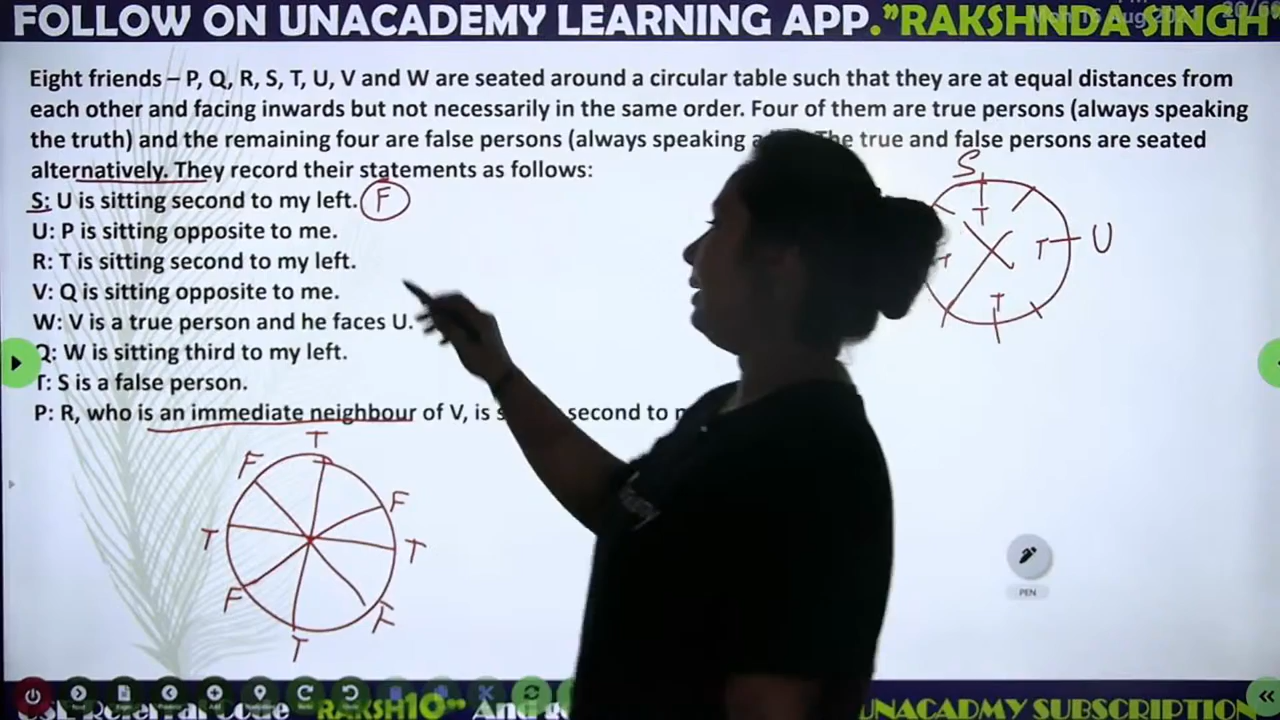 FOLLOW ON UNACADEMY LEARNING APP.”RAKSHNDA SINGH
Eight friends – P, Q, R, S, T, U, V and W are seated around a circular table such that they are at equal distances from
each other and facing inwards but not necessarily in the same order. Four of them are true persons (always speaking
the truth) and the remaining four are false persons (always speaking a The true and false persons are seated
alternatively. They record their statements as follows:
S: U is sitting second to my left. F
U: P is sitting opposite to me.
R: T is sitting second to my left.
V: Q is sitting opposite to me.
W: V is a true person and he faces U.
Q: W is sitting third to my left.
T: S is a false person.
P: R, who is an immediate neighbour of V, is second to
S
T
T U
T
T
T
F F
T T
F F
T
PEN
"RAKSH10"
UNACADMY SUBSCRIPTION